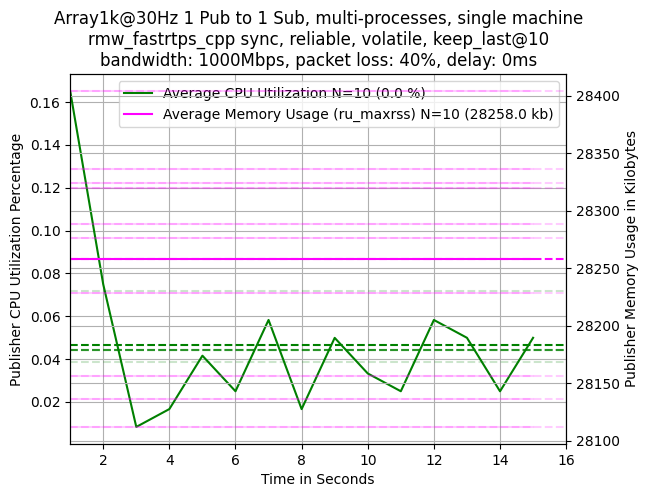 Array1k@30Hz 1 Pub to 1 Sub, multi-processes, single machine
rmw_fastrtps_cpp sync, reliable, volatile, keep_last@10
bandwidth: 1000Mbps, packet loss: 40%, delay: 0ms
Average CPU Utilization N=10 (0.0 %)
Average Memory Usage (ru_maxrss) N=10 (28258.0 kb)
Publisher CPU Utilization Percentage
0.16
0.14
0.12
0.10
0.08
0.06
0.04
0.02
28400
28350
28300
28250
28200
28150
28100
Publisher Memory Usage in Kilobytes
2 4 6 8 10 12 14 16
Time in Seconds